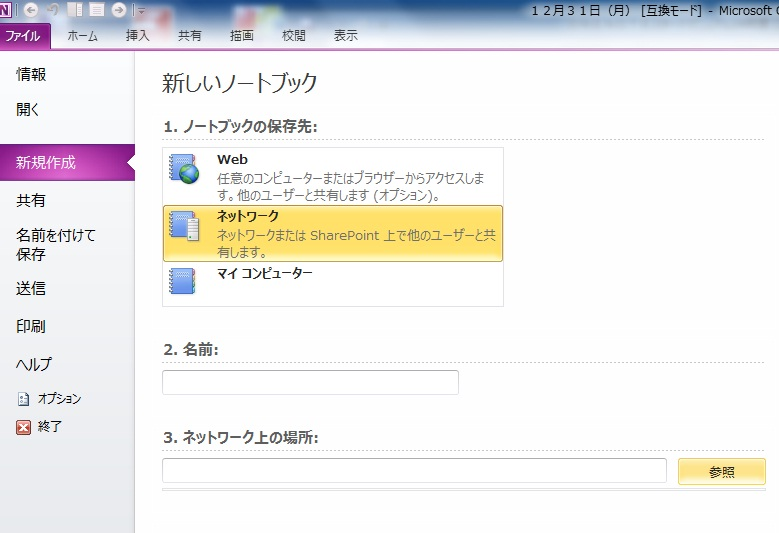 １２月３１日（月） [互換モード] - Microsoft
ファイル ホーム 挿入 共有 描画 校閲 表示
情報
開く
新規作成
共有
名前を付けて
保存
送信
印刷
ヘルプ
オプション
終了
新しいノートブック
1. ノートブックの保存先:
Web
任意のコンピューターまたはブラウザーからアクセスしま
す。他のユーザーと共有します (オプション)。
ネットワーク
ネットワークまたは SharePoint 上で他のユーザーと共
有します。
マイ コンピューター
2. 名前:
3. ネットワーク上の場所:
参照